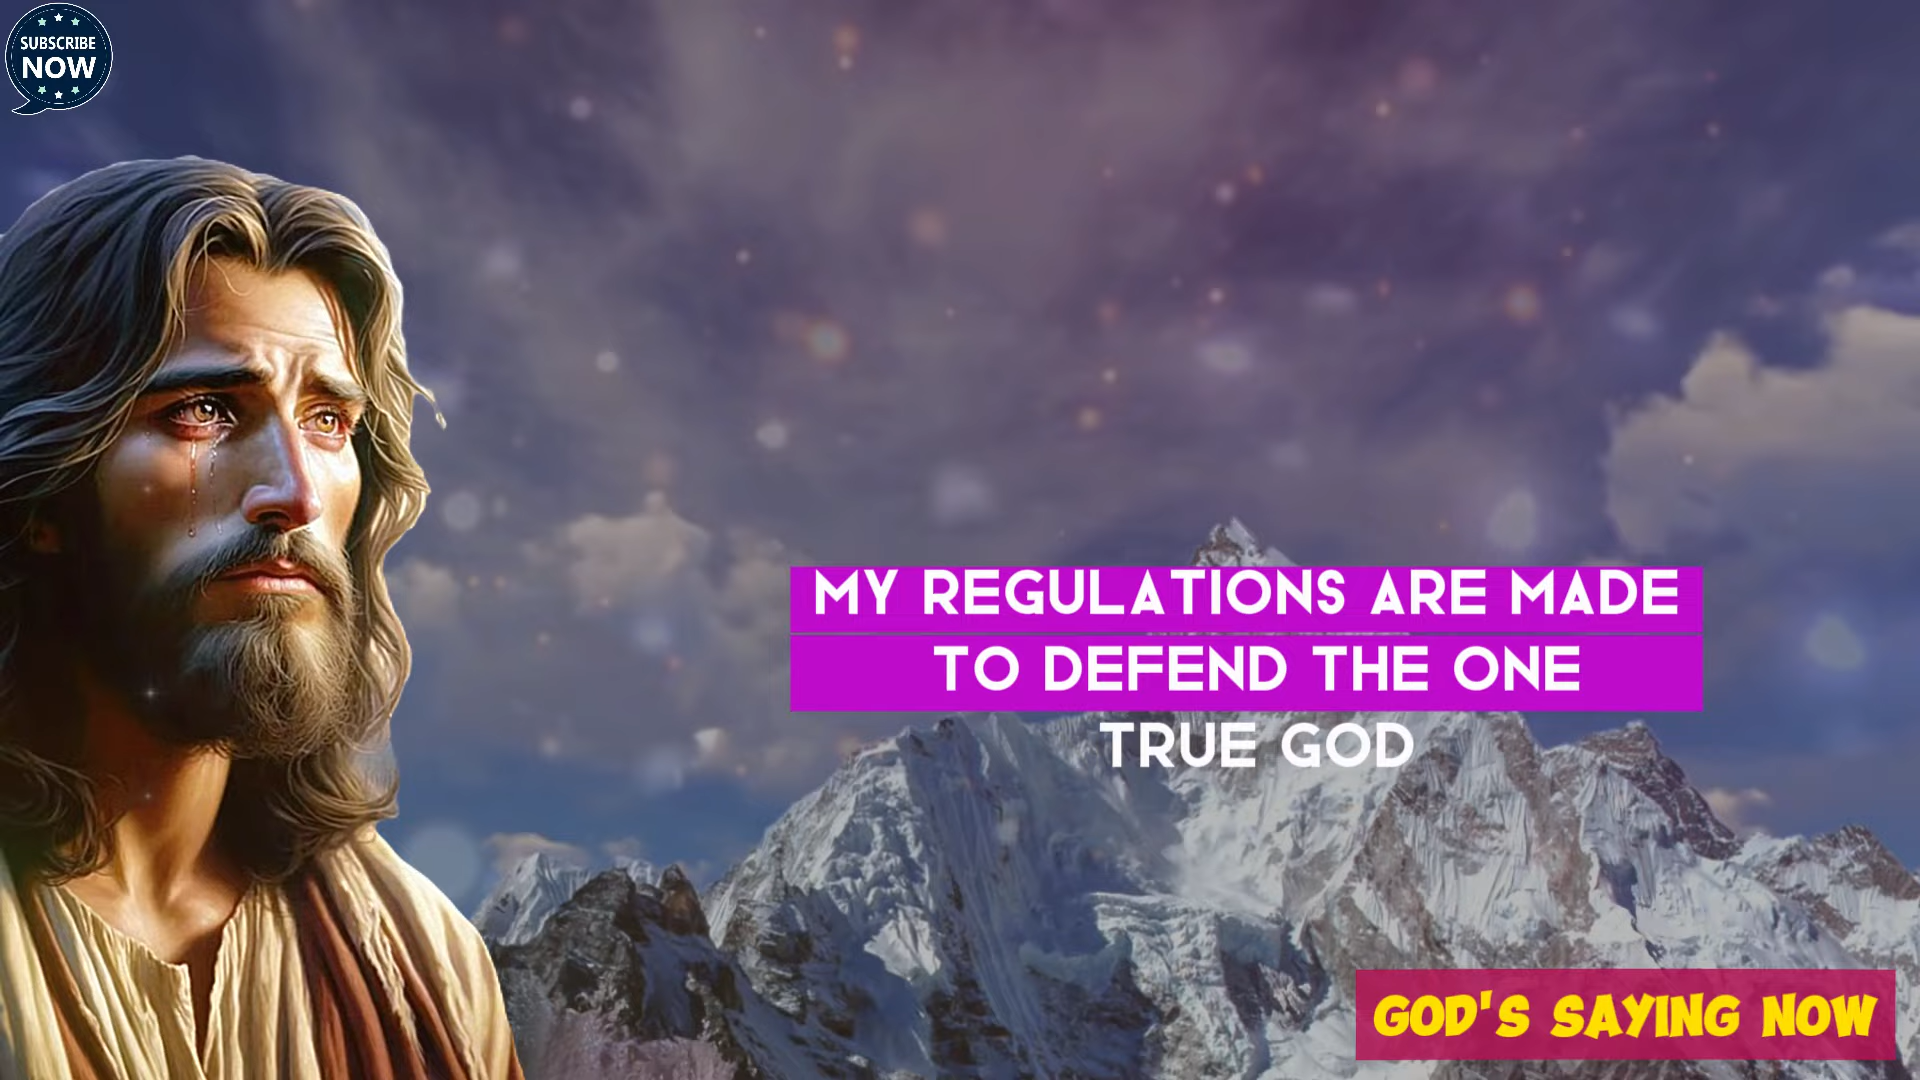 SUBSCRIBE
NOW
MY REGULATIONS ARE MADE
TO DEFEND THE ONE
TRUE GOD
GOD'S SAYING NOW